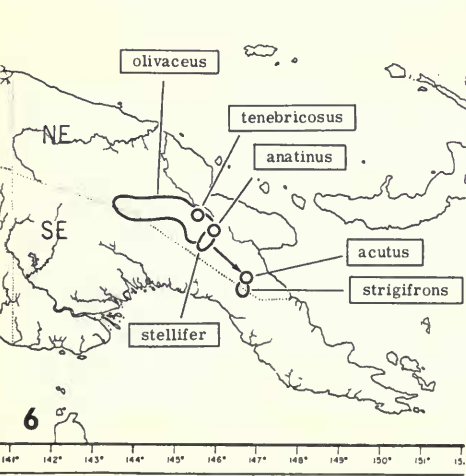 olivaceus
tenebricosus
NE
anatinus
SE
acutus
strigifrons
stellifer
6
141° 142° 143° 144° 145° 146° 147° 148° 149° 150° 151°